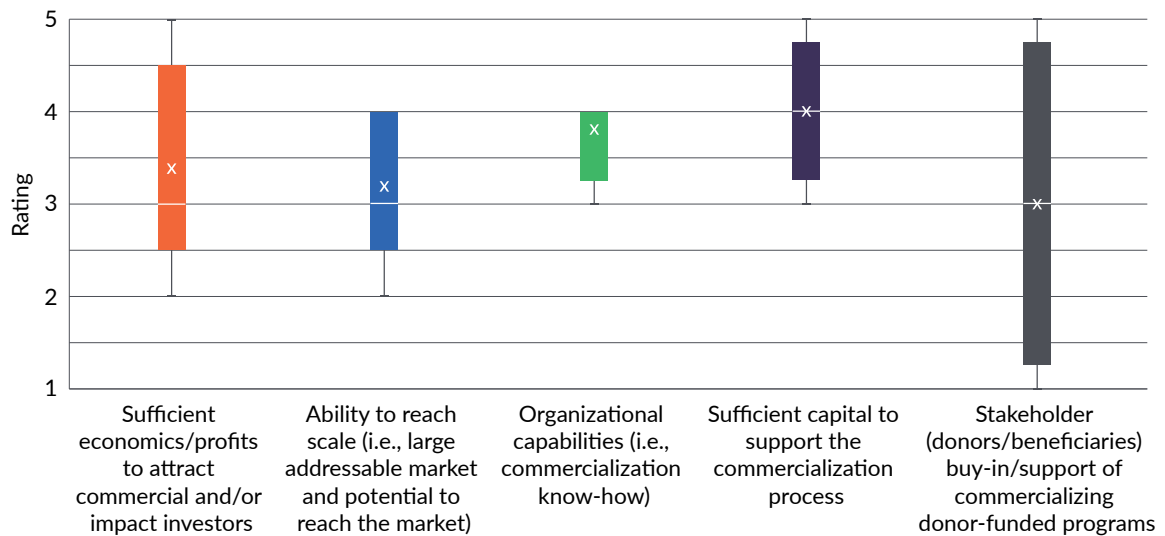 5
4
3
2
1
Rating
x
x
x
x
x
Sufficient
economics/profits
to attract
commercial and/or
impact investors
Ability to reach
scale (i.e., large
addressable market
and potential to
reach the market)
Organizational
capabilities (i.e.,
commercialization
know-how)
Sufficient capital to
support the
commercialization
process
Stakeholder
(donors/beneficiaries)
buy-in/support of
commercializing
donor-funded programs